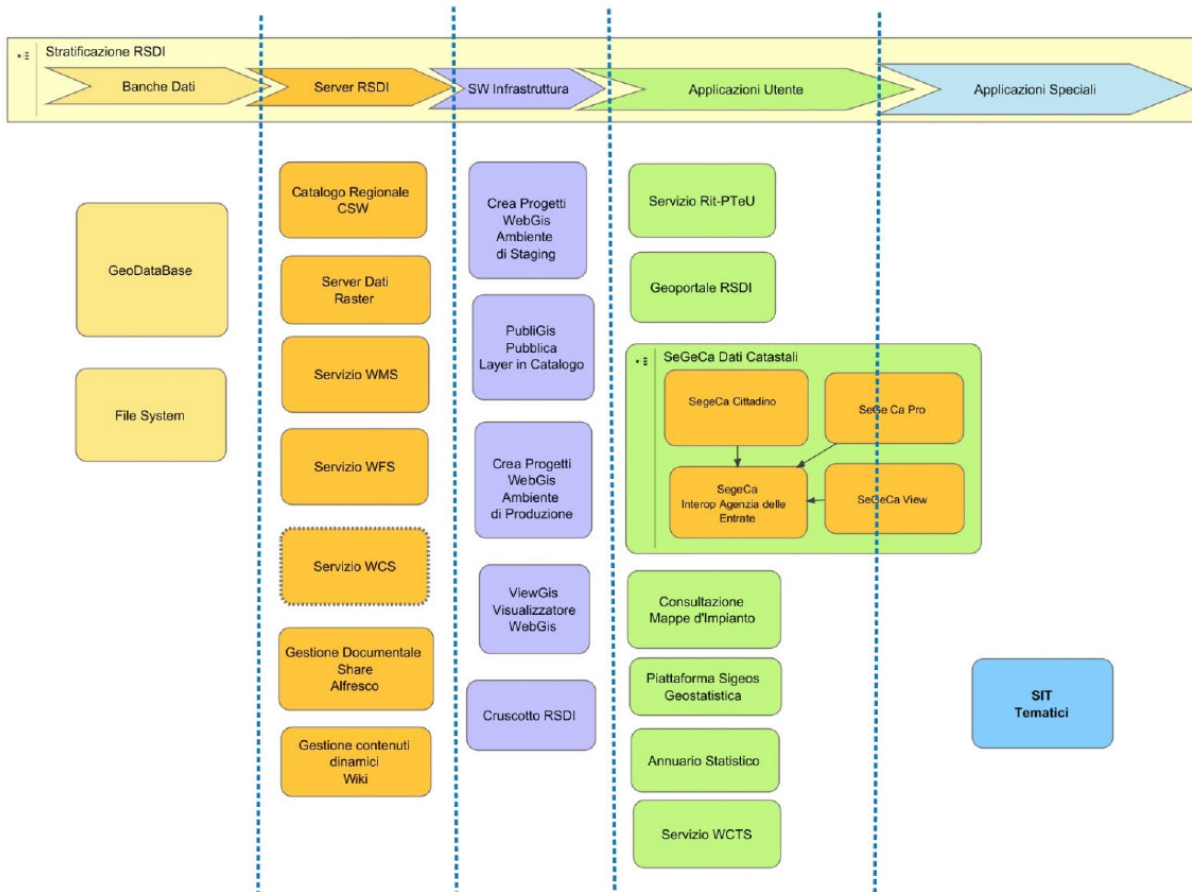 Stratificazione RSDI
Banche Dati
Server RSDI
SW Infrastruttura
Applicazioni Utente
Applicazioni Speciali
GeoDataBase
File System
Catalogo Regionale
CSW
Server Dati
Raster
Servizio WMS
Servizio WFS
Servizio WCS
Gestione Documentale
Share
Alfresco
Gestione contenuti
dinamici
Wiki
Crea Progetti
WebGis
Ambiente
di Staging
PubliGis
Pubblica
Layer in Catalogo
Crea Progetti
WebGis
Ambiente
di Produzione
ViewGis
Visualizzatore
WebGis
Cruscotto RSDI
Servizio Rit-PTeU
Geoportale RSDI
SeGeCa Dati Catastali
SegeCa Cittadino
SeGe Ca Pro
SegeCa
Interop Agenzia delle
Entrate
SeGeCa View
Consultazione
Mappe d'Impianto
Piattaforma Sigeos
Geostatistica
Annuario Statistico
Servizio WCTS
SIT
Tematici